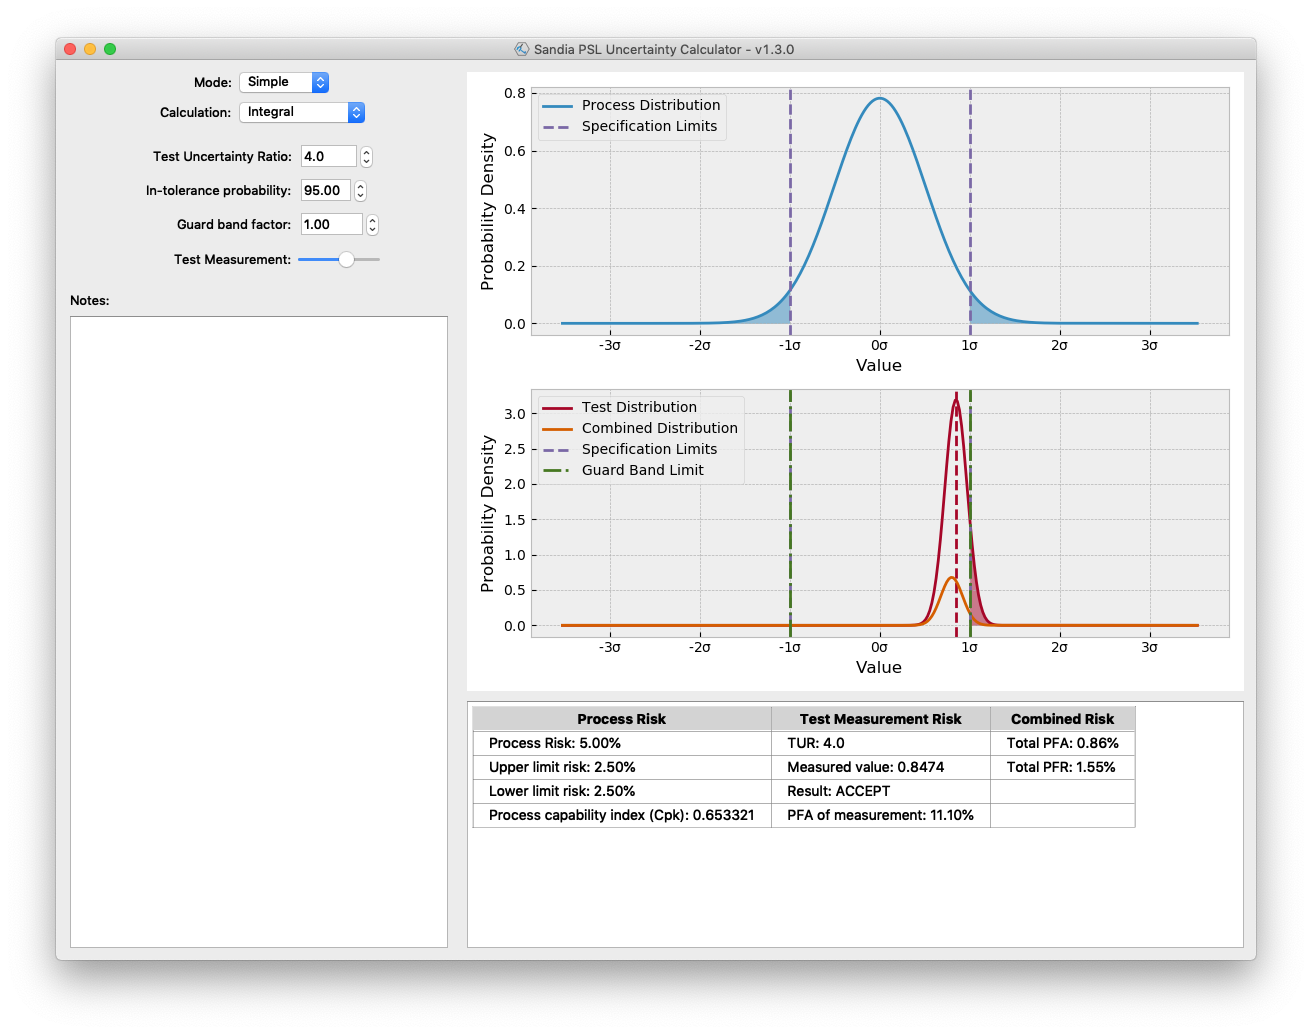 Sandia PSL Uncertainty Calculator - v1.3.0
Mode: Simple
Calculation: Integral
Test Uncertainty Ratio: 4.0
In-tolerance probability: 95.00
Guard band factor: 1.00
Test Measurement:
Notes:
Process Distribution
Specification Limits
Probability Density
0.8
0.6
0.4
0.2
0.0
-3σ -2σ -1σ 0σ 1σ 2σ 3σ
Value
Test Distribution
Combined Distribution
Specification Limits
Guard Band Limit
Probability Density
3.0
2.5
2.0
1.5
1.0
0.5
0.0
-3σ -2σ -1σ 0σ 1σ 2σ 3σ
Value
Process Risk Test Measurement Risk Combined Risk
Process Risk: 5.00% TUR: 4.0 Total PFA: 0.86%
Upper limit risk: 2.50% Measured value: 0.8474 Total PFR: 1.55%
Lower limit risk: 2.50% Result: ACCEPT
Process capability index (Cpk): 0.653321 PFA of measurement: 11.10%